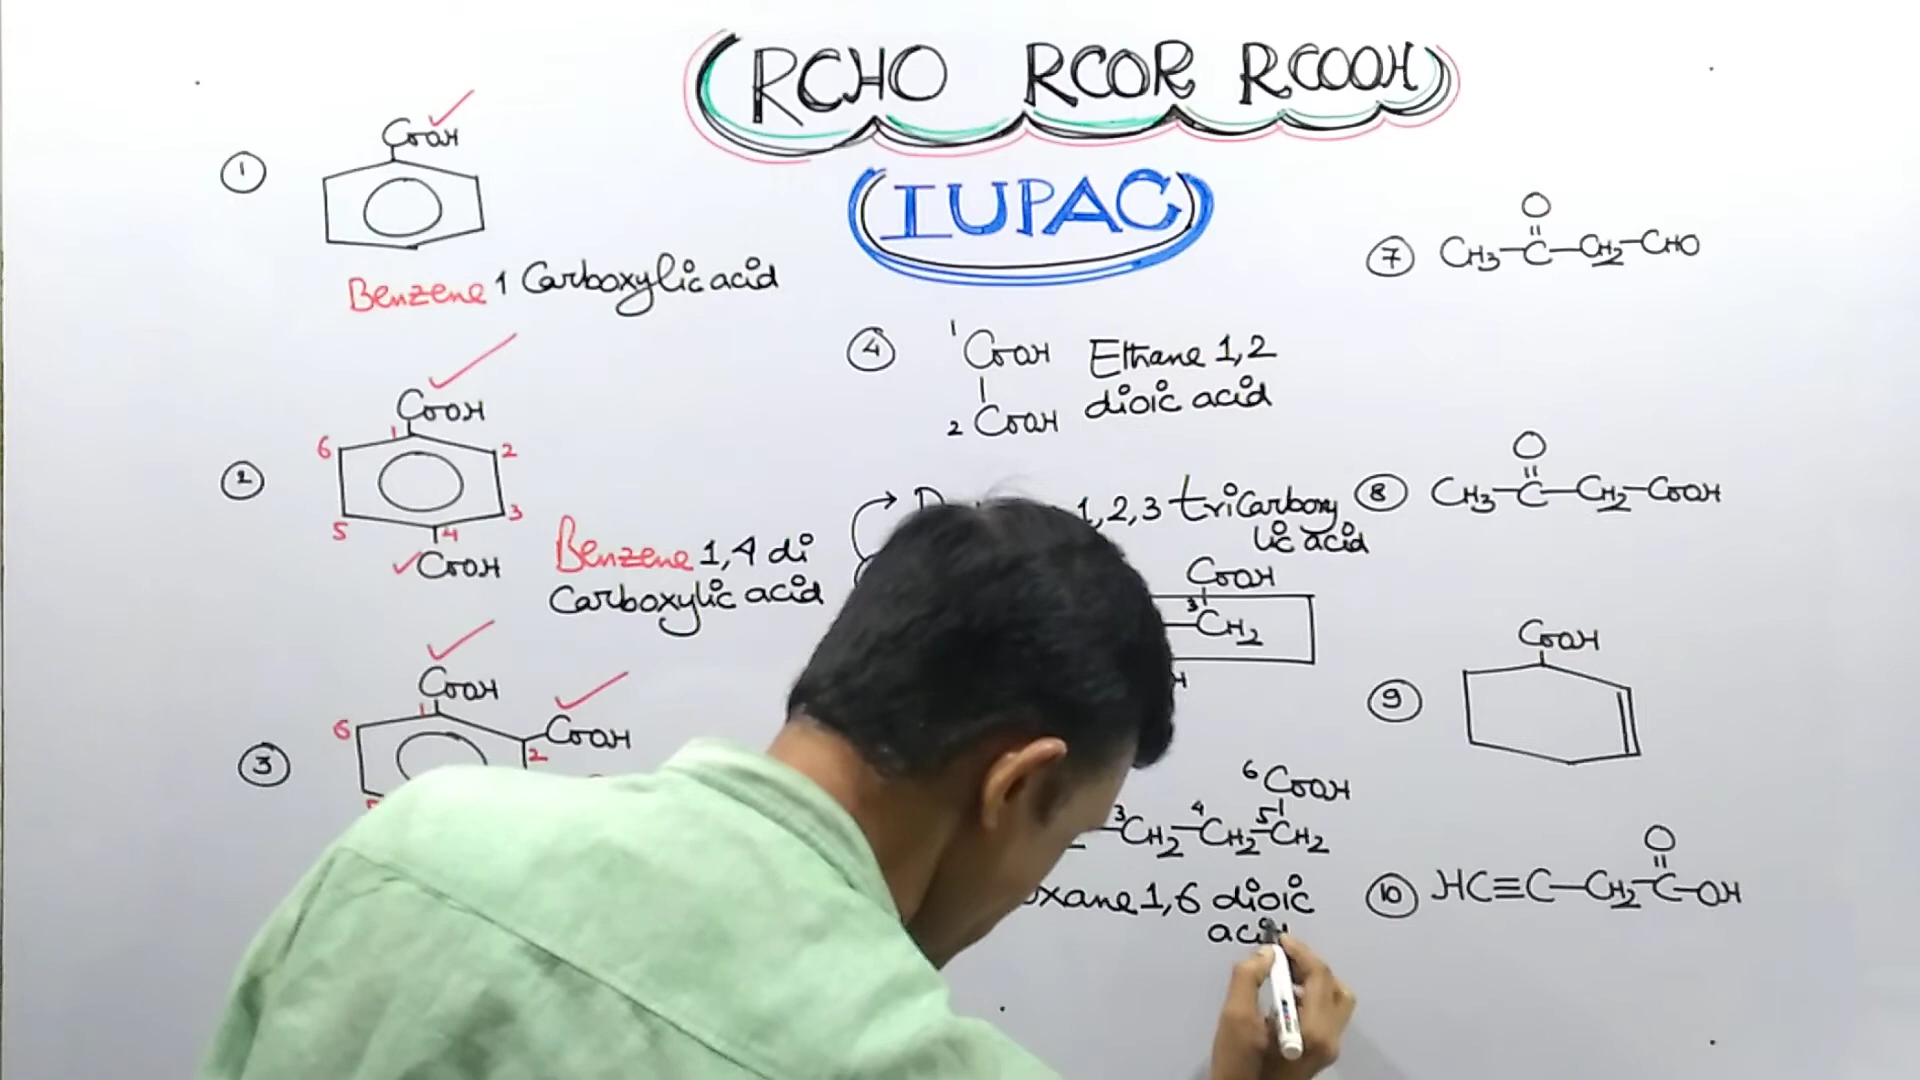 RCHO RCOR RCOOH
(IUPAC)
1
COOH
Benzene 1 Carboxylic acid
2
COOH
1
6 2
5 3
4
COOH
Benzene 1,4 di
Carboxylic acid
3
COOH
1
6
COOH
2
4
1
COOH
2 COOH
Ethane 1,2
dioic acid
1,2,3 tricarboxy
lic acid
COOH
3
CH2
6 COOH
3 4 5
CH2-CH2-CH2
1,6 dioic
7
O
CH3-C-CH2-CHO
8
O
CH3-C-CH2-COOH
9
COOH
10
O
HC≡C-CH2-C-OH